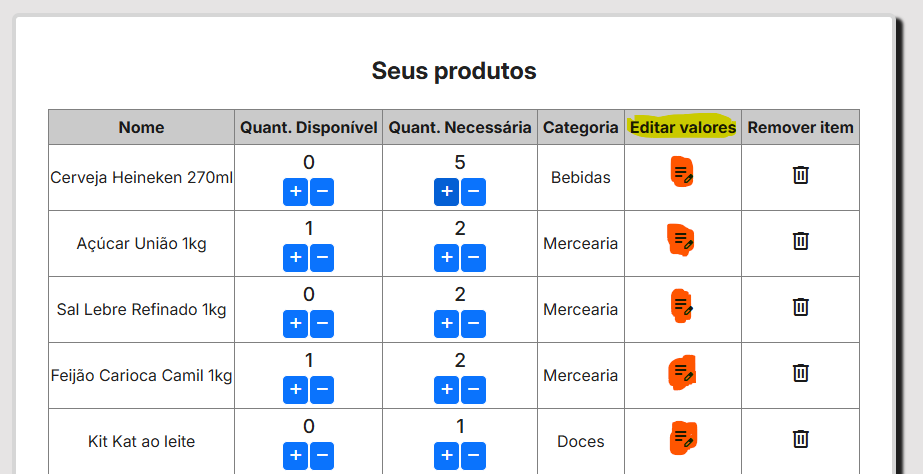 Seus produtos
Nome Quant. Disponível Quant. Necessária Categoria Editar valores Remover item
Cerveja Heineken 270ml 0 + − 5 + − Bebidas
Açúcar União 1kg 1 + − 2 + − Mercearia
Sal Lebre Refinado 1kg 0 + − 2 + − Mercearia
Feijão Carioca Camil 1kg 1 + − 2 + − Mercearia
Kit Kat ao leite 0 + − 1 + − Doces